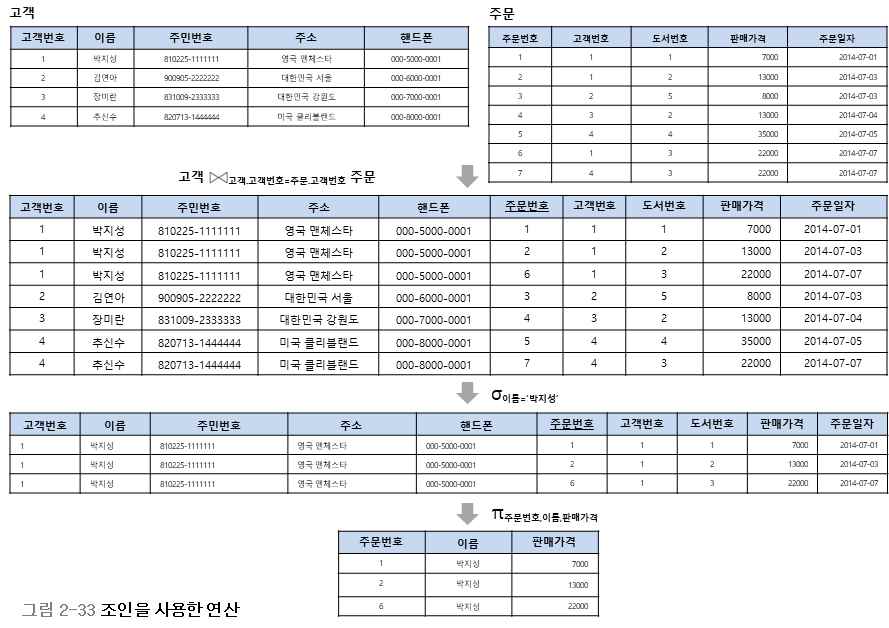 고객
고객번호 이름 주민번호 주소 핸드폰
1 박지성 810225-1111111 영국 맨체스타 000-5000-0001
2 김연아 900905-2222222 대한민국 서울 000-6000-0001
3 장미란 831009-2333333 대한민국 강원도 000-7000-0001
4 추신수 820713-1444444 미국 클리블랜드 000-8000-0001
주문
주문번호 고객번호 도서번호 판매가격 주문일자
1 1 1 7000 2014-07-01
2 1 2 13000 2014-07-03
3 2 5 8000 2014-07-03
4 3 2 13000 2014-07-04
5 4 4 35000 2014-07-05
6 1 3 22000 2014-07-07
7 4 3 22000 2014-07-07
고객 ⋈고객.고객번호=주문.고객번호 주문
고객번호 이름 주민번호 주소 핸드폰 주문번호 고객번호 도서번호 판매가격 주문일자
1 박지성 810225-1111111 영국 맨체스타 000-5000-0001 1 1 1 7000 2014-07-01
1 박지성 810225-1111111 영국 맨체스타 000-5000-0001 2 1 2 13000 2014-07-03
1 박지성 810225-1111111 영국 맨체스타 000-5000-0001 6 1 3 22000 2014-07-07
2 김연아 900905-2222222 대한민국 서울 000-6000-0001 3 2 5 8000 2014-07-03
3 장미란 831009-2333333 대한민국 강원도 000-7000-0001 4 3 2 13000 2014-07-04
4 추신수 820713-1444444 미국 클리블랜드 000-8000-0001 5 4 4 35000 2014-07-05
4 추신수 820713-1444444 미국 클리블랜드 000-8000-0001 7 4 3 22000 2014-07-07
σ이름='박지성'
고객번호 이름 주민번호 주소 핸드폰 주문번호 고객번호 도서번호 판매가격 주문일자
1 박지성 810225-1111111 영국 맨체스타 000-5000-0001 1 1 1 7000 2014-07-01
1 박지성 810225-1111111 영국 맨체스타 000-5000-0001 2 1 2 13000 2014-07-03
1 박지성 810225-1111111 영국 맨체스타 000-5000-0001 6 1 3 22000 2014-07-07
π주문번호,이름,판매가격
주문번호 이름 판매가격
1 박지성 7000
2 박지성 13000
6 박지성 22000
그림 2-33 조인을 사용한 연산